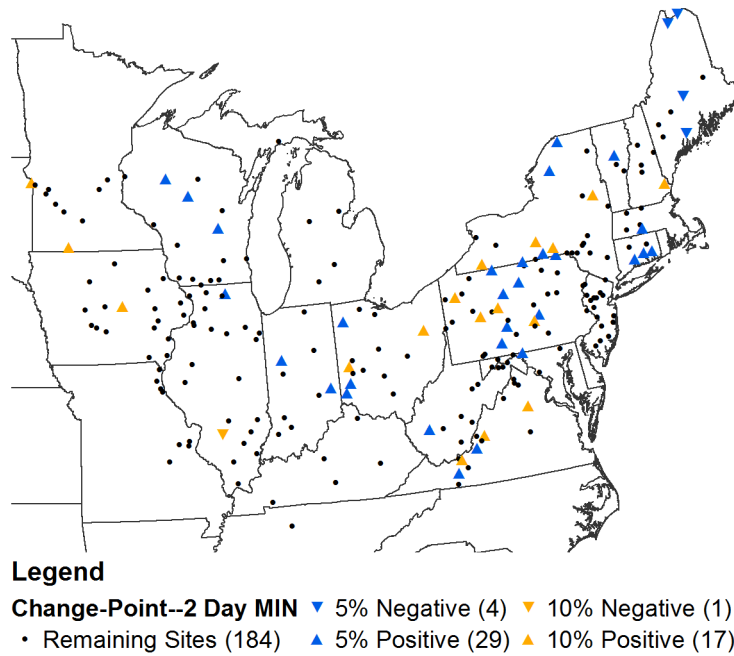 Legend
Change-Point--2 Day MIN ▼ 5% Negative (4) ▼ 10% Negative (1)
• Remaining Sites (184) ▲ 5% Positive (29) ▲ 10% Positive (17)